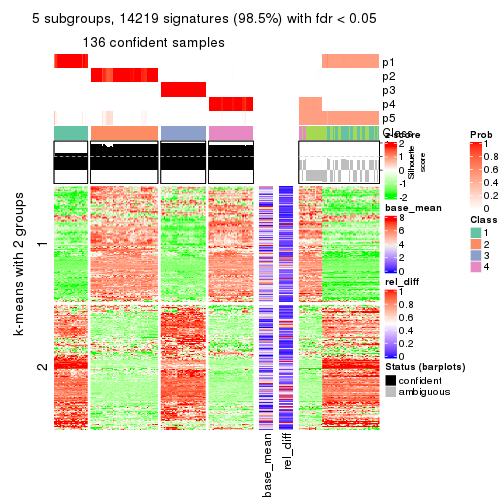 5 subgroups, 14219 signatures (98.5%) with fdr < 0.05
136 confident samples
p1
p2
p3
p4
p5
Class
Silhouette
score
z-score
2
1
0
-1
-2
base_mean
8
6
4
2
0
rel_diff
1
0.8
0.6
0.4
0.2
0
Status (barplots)
confident
ambiguous
Prob
1
0.8
0.6
0.4
0.2
0
Class
1
2
3
4
k-means with 2 groups
1
2
base_mean
rel_diff